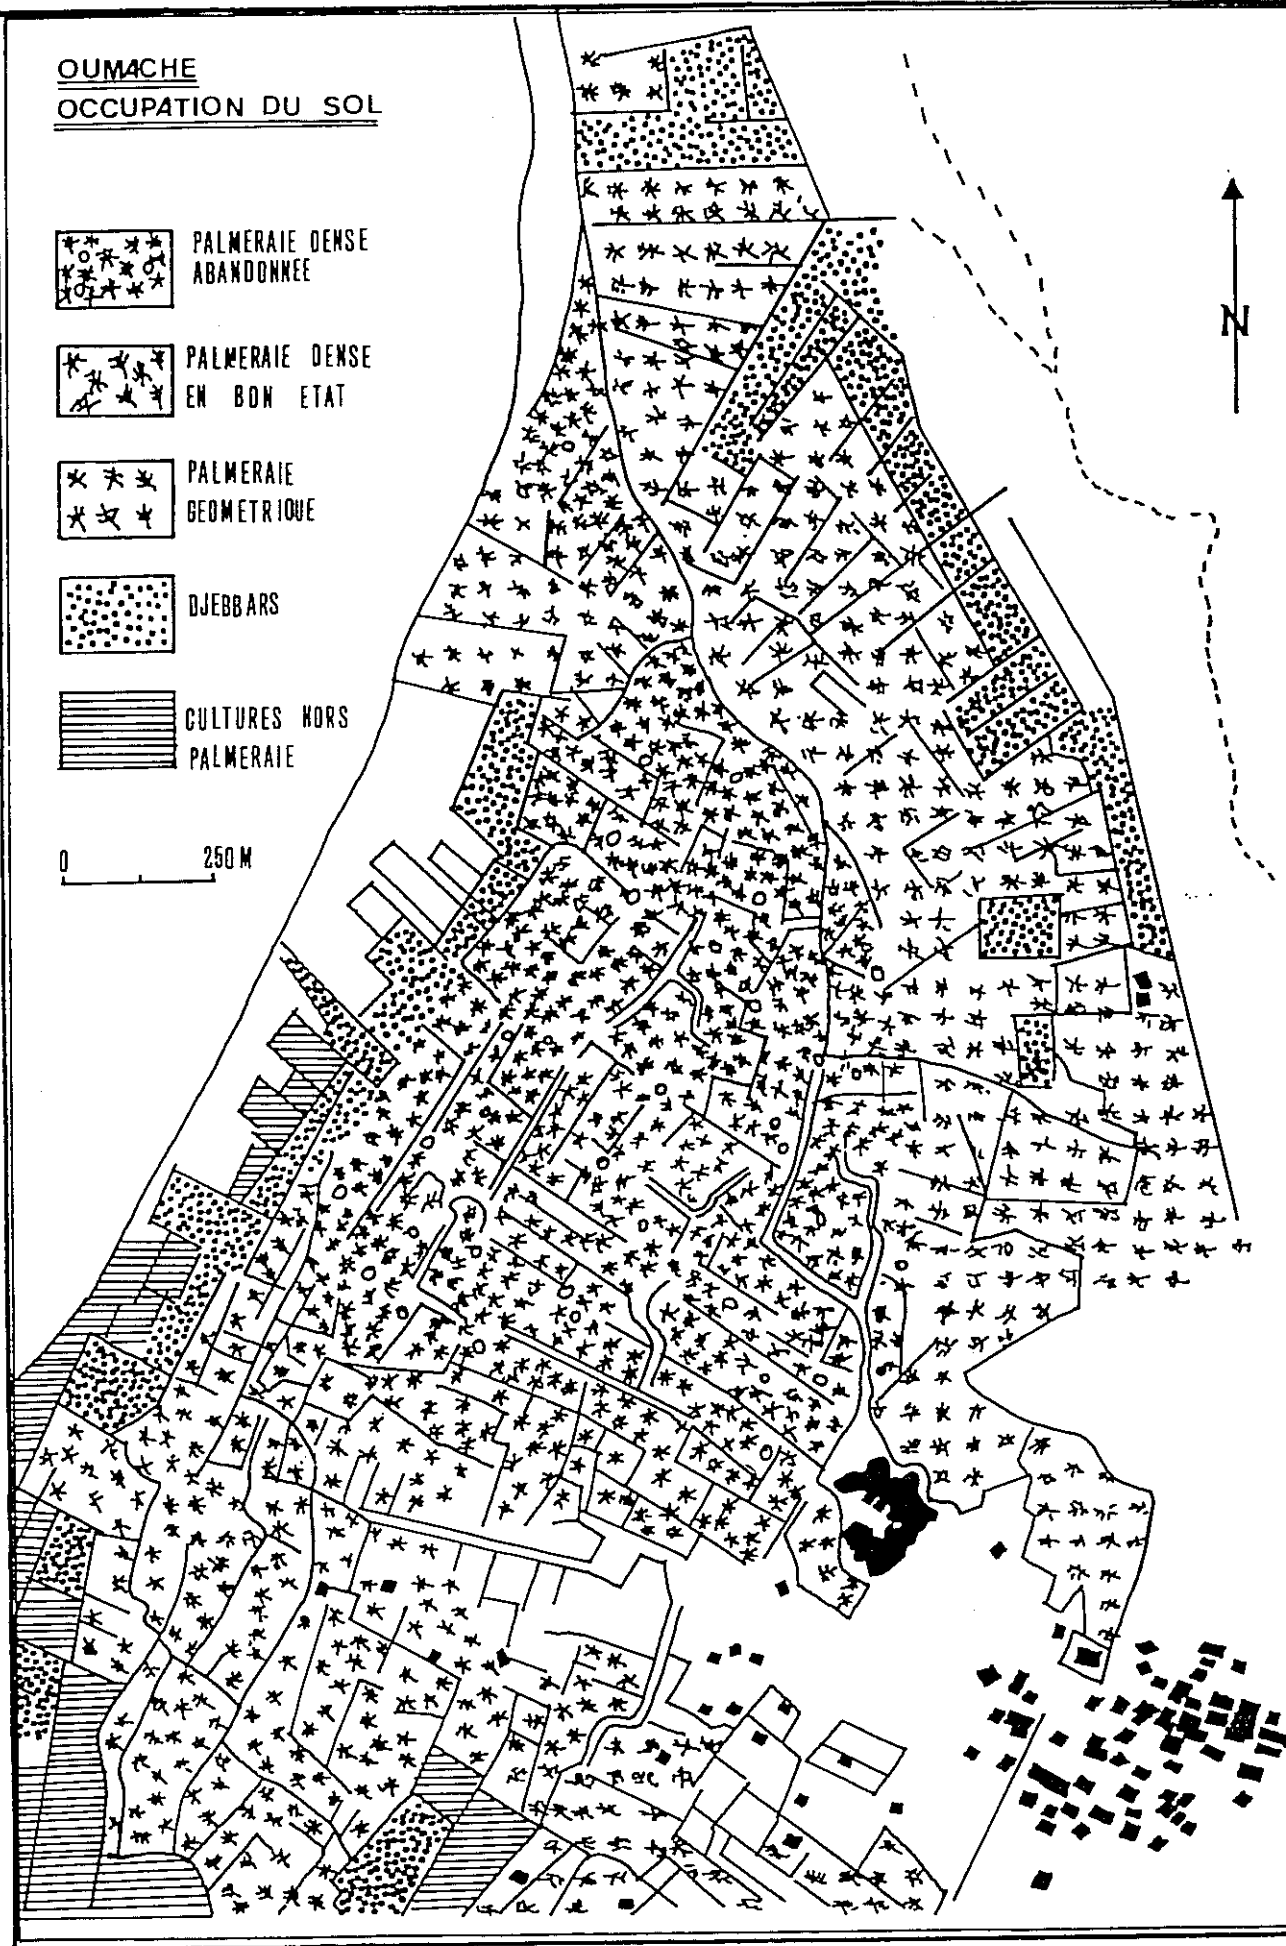 OUMACHE
OCCUPATION DU SOL
PALMERAIE DENSE
ABANDONNEE
PALMERAIE DENSE
EN BON ETAT
PALMERAIE
GEOMETRIQUE
DJEBBARS
CULTURES HORS
PALMERAIE
0 250 M
N